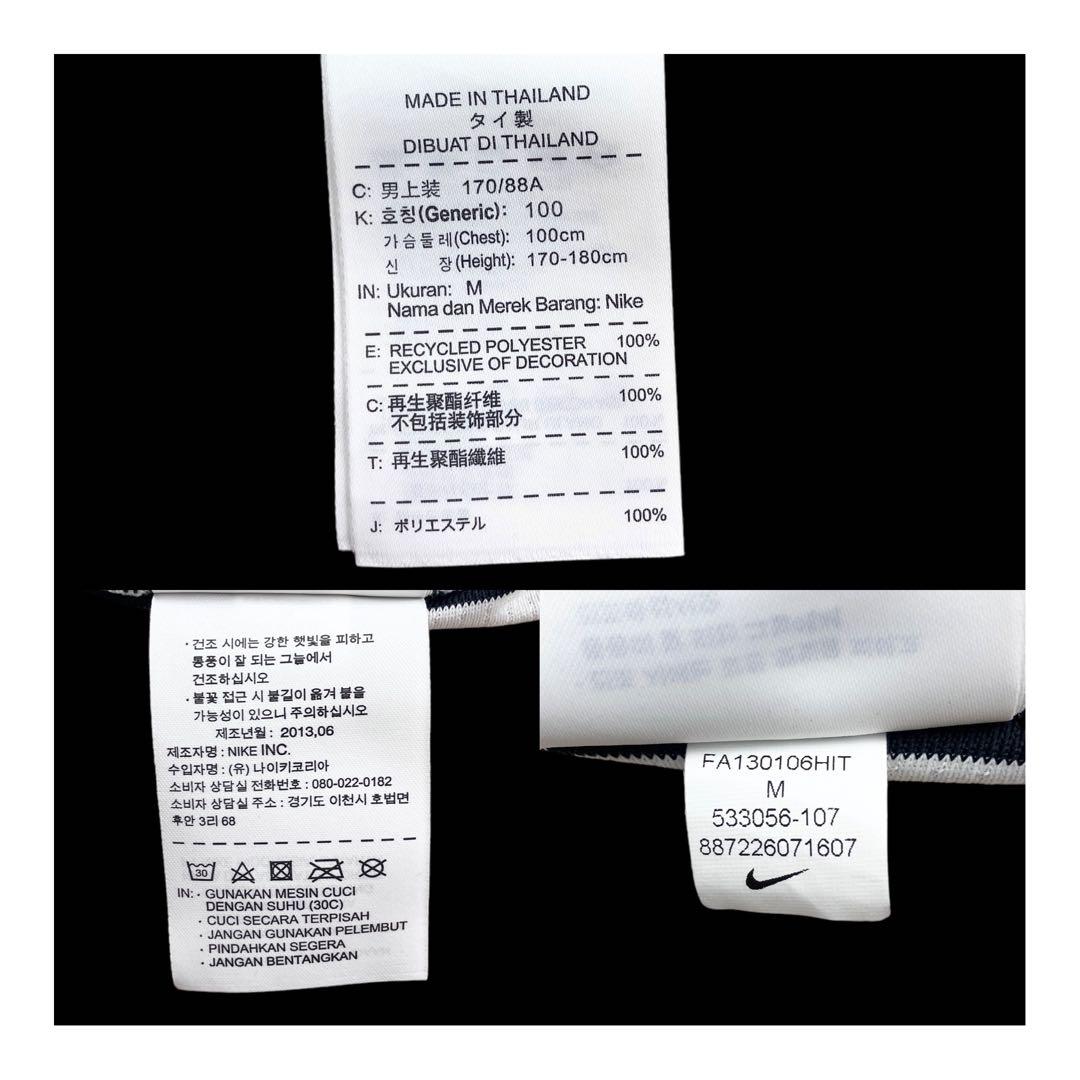 MADE IN THAILAND
タイ製
DIBUAT DI THAILAND
C: 男上装 170/88A
K: 호칭(Generic): 100
가슴둘레(Chest): 100cm
신 장(Height): 170-180cm
IN: Ukuran: M
Nama dan Merek Barang: Nike
E: RECYCLED POLYESTER 100%
EXCLUSIVE OF DECORATION
C: 再生聚酯纤维 100%
不包括装饰部分
T: 再生聚酯纖維 100%
J: ポリエステル 100%
· 건조 시에는 강한 햇빛을 피하고
통풍이 잘 되는 그늘에서
건조하십시오
· 불꽃 접근 시 불길이 옮겨 붙을
가능성이 있으니 주의하십시오
제조년월 : 2013,06
제조자명 : NIKE INC.
수입자명 : (유) 나이키코리아
소비자 상담실 전화번호 : 080-022-0182
소비자 상담실 주소 : 경기도 이천시 호법면
후안 3리 68
30
IN: · GUNAKAN MESIN CUCI
DENGAN SUHU (30C)
· CUCI SECARA TERPISAH
· JANGAN GUNAKAN PELEMBUT
· PINDAHKAN SEGERA
· JANGAN BENTANGKAN
FA130106HIT
M
533056-107
887226071607